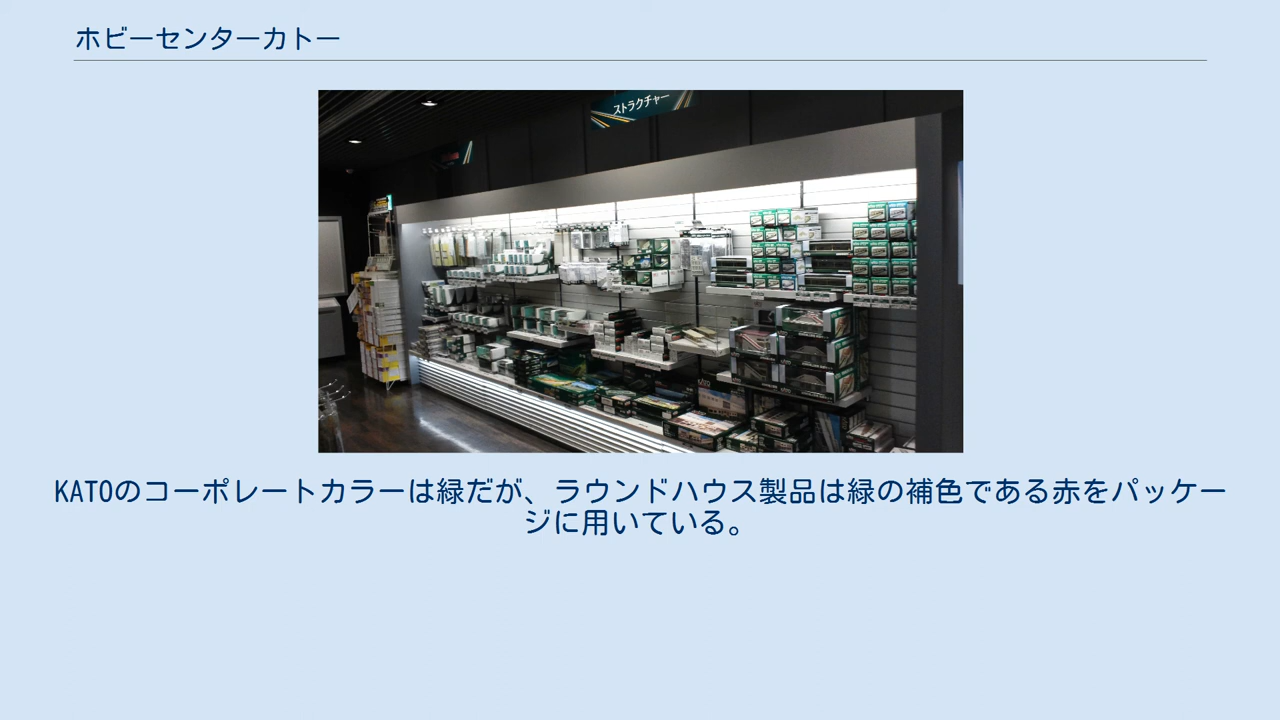 ホビーセンターカトー
ストラクチャー
KATOのコーポレートカラーは緑だが、ラウンドハウス製品は緑の補色である赤をパッケー
ジに用いている。